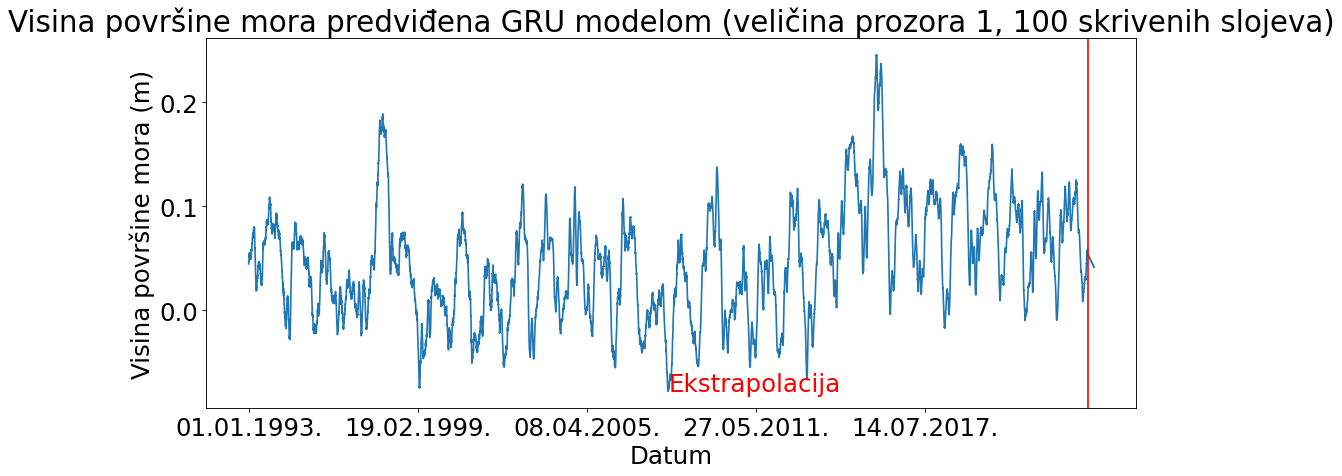 Visina površine mora predviđena GRU modelom (veličina prozora 1, 100 skrivenih slojeva)
Visina površine mora (m)
0.2
0.1
0.0
Ekstrapolacija
01.01.1993. 19.02.1999. 08.04.2005. 27.05.2011. 14.07.2017.
Datum